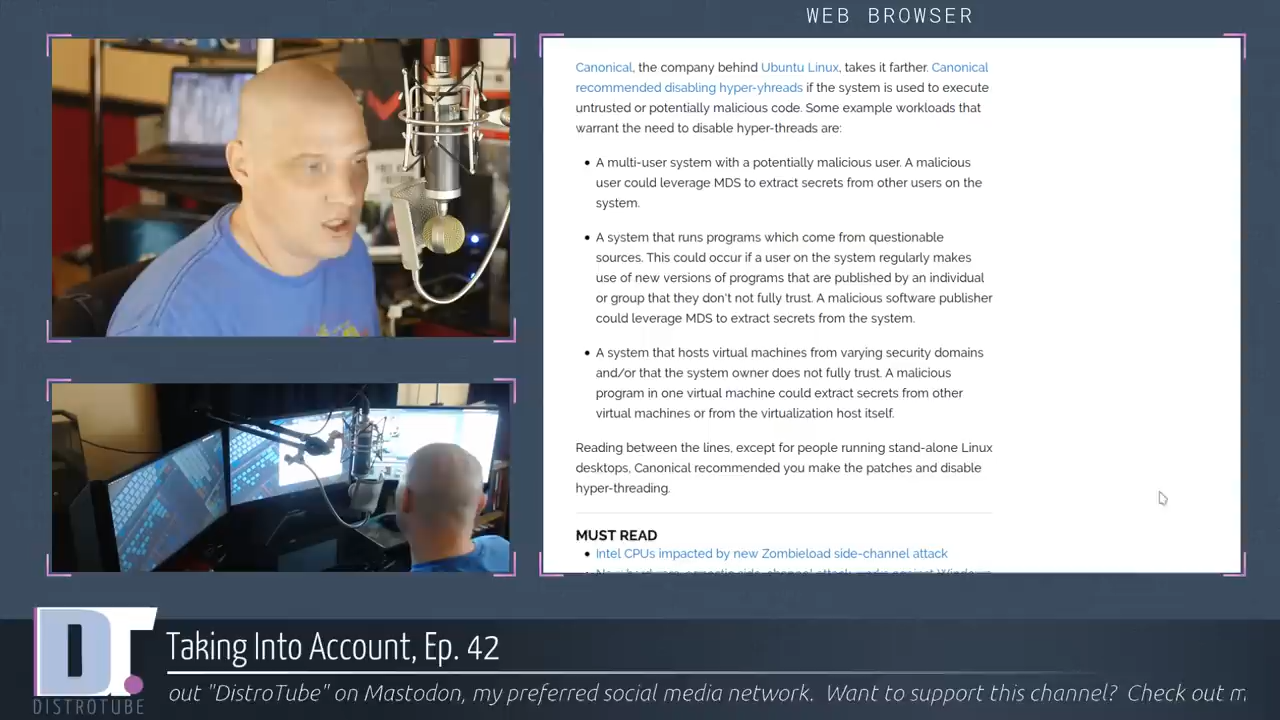 WEB BROWSER
Canonical, the company behind Ubuntu Linux, takes it farther. Canonical
recommended disabling hyper-yhreads if the system is used to execute
untrusted or potentially malicious code. Some example workloads that
warrant the need to disable hyper-threads are:
• A multi-user system with a potentially malicious user. A malicious
user could leverage MDS to extract secrets from other users on the
system.
• A system that runs programs which come from questionable
sources. This could occur if a user on the system regularly makes
use of new versions of programs that are published by an individual
or group that they don't not fully trust. A malicious software publisher
could leverage MDS to extract secrets from the system.
• A system that hosts virtual machines from varying security domains
and/or that the system owner does not fully trust. A malicious
program in one virtual machine could extract secrets from other
virtual machines or from the virtualization host itself.
Reading between the lines, except for people running stand-alone Linux
desktops, Canonical recommended you make the patches and disable
hyper-threading.
MUST READ
• Intel CPUs impacted by new Zombieload side-channel attack
DT
DISTROTUBE
Taking Into Account, Ep. 42
out "DistroTube" on Mastodon, my preferred social media network. Want to support this channel? Check out m